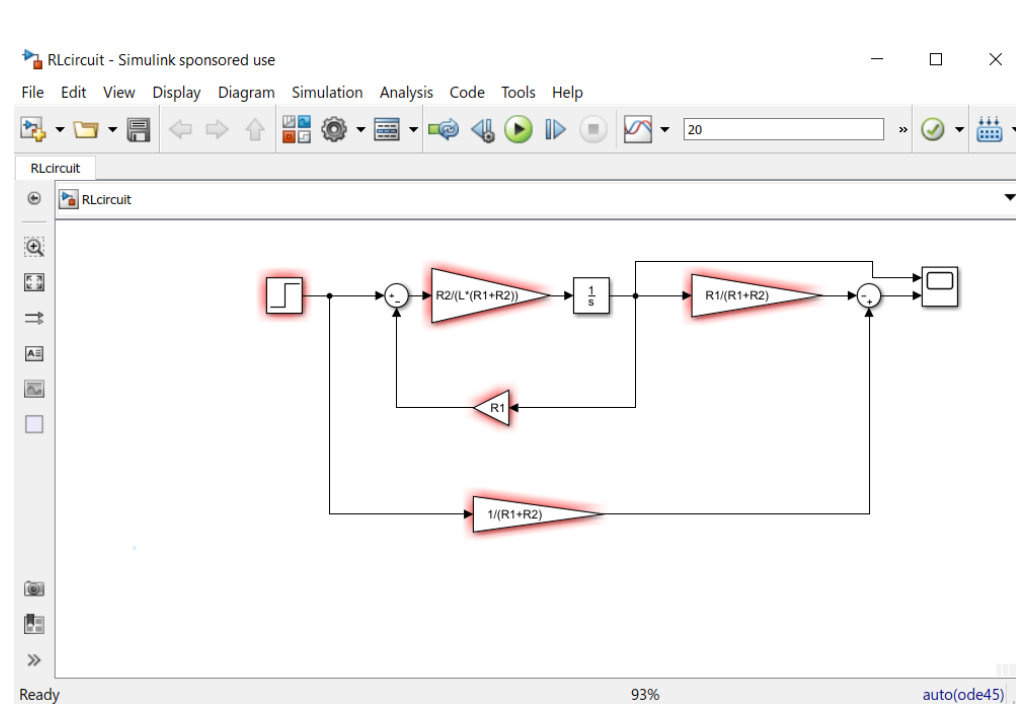 RLcircuit - Simulink sponsored use
File Edit View Display Diagram Simulation Analysis Code Tools Help
20
»
RLcircuit
RLcircuit
R2/(L*(R1+R2))
1
s
R1/(R1+R2)
R1
1/(R1+R2)
+
-
-
+
Ready 93% auto(ode45)